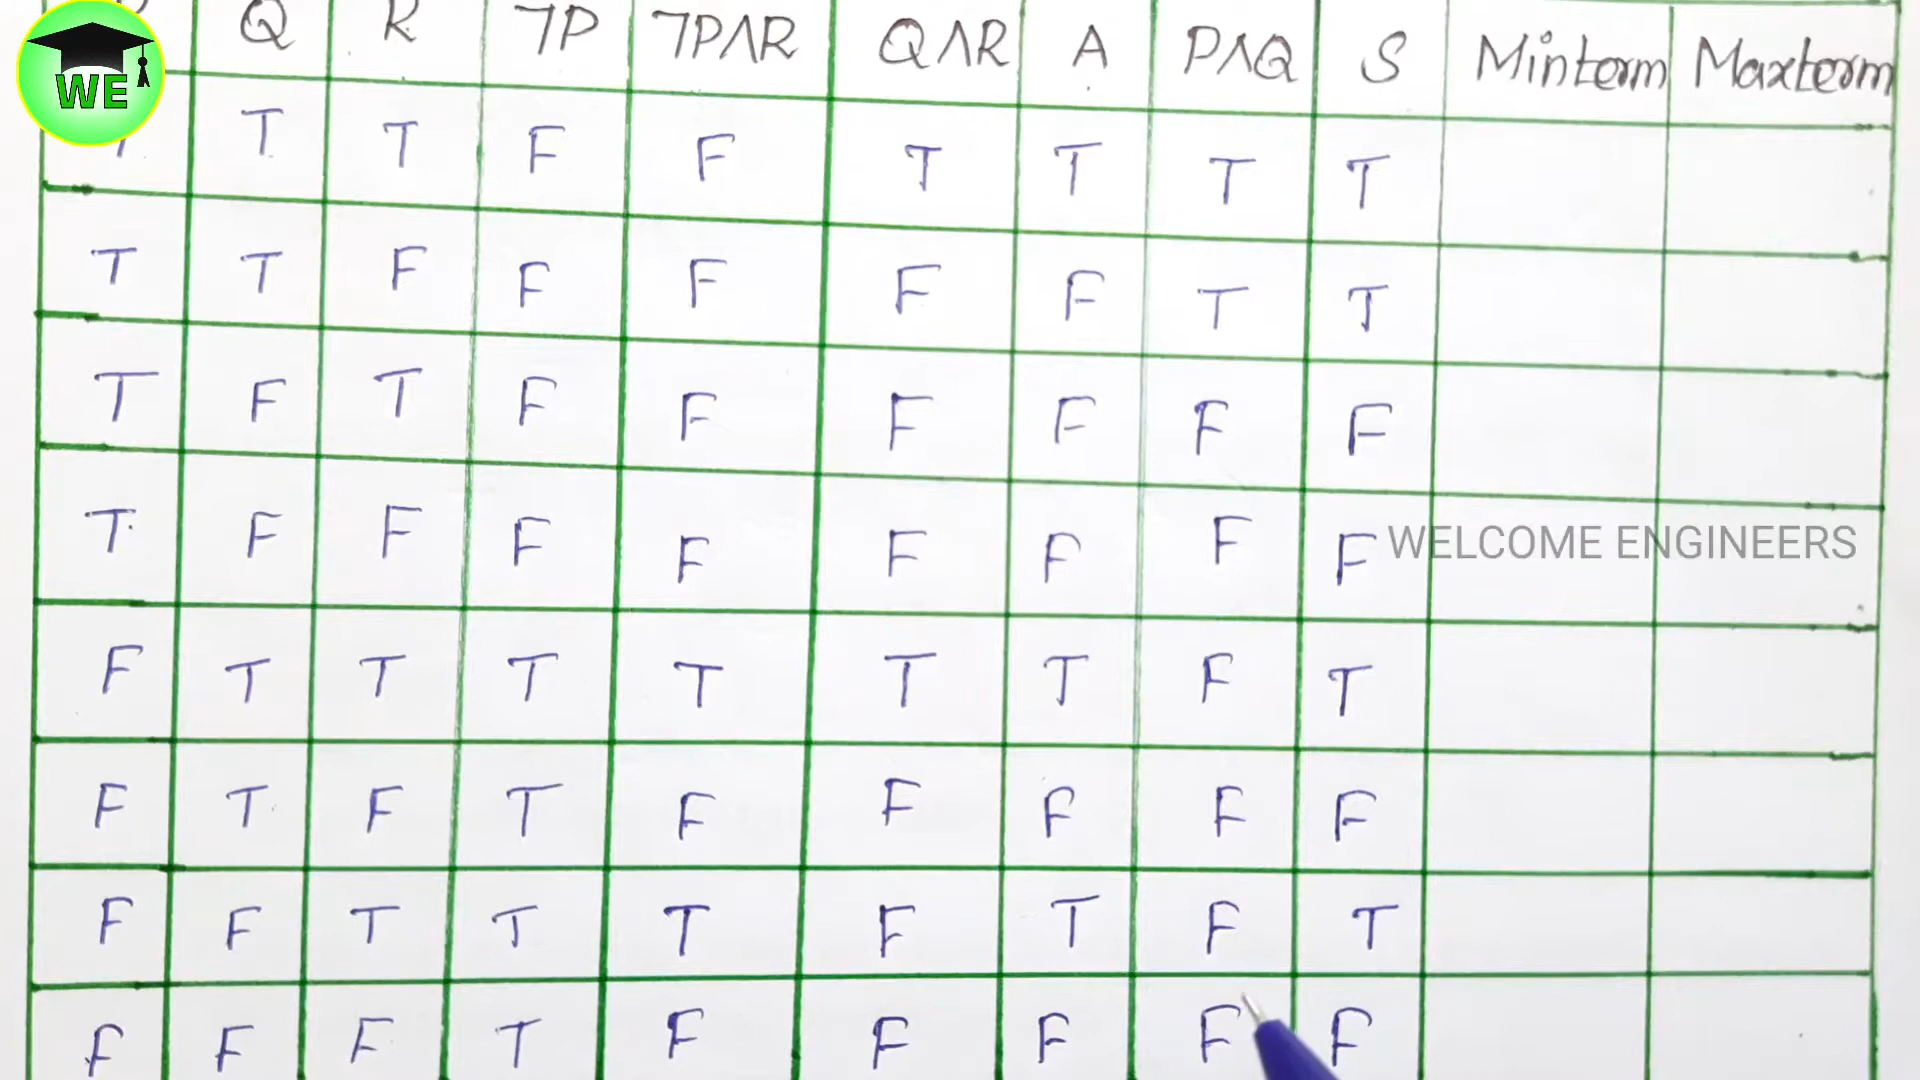 WE
Q R ¬P ¬P∧R Q∧R A P∧Q S Minterm Maxterm
T T T F F T T T T
T T F F F F F T T
T F T F F F F F F
T F F F F F F F F
WELCOME ENGINEERS
F T T T T T T F T
F T F T F F F F F
F F T T T F T F T
F F F T F F F F F